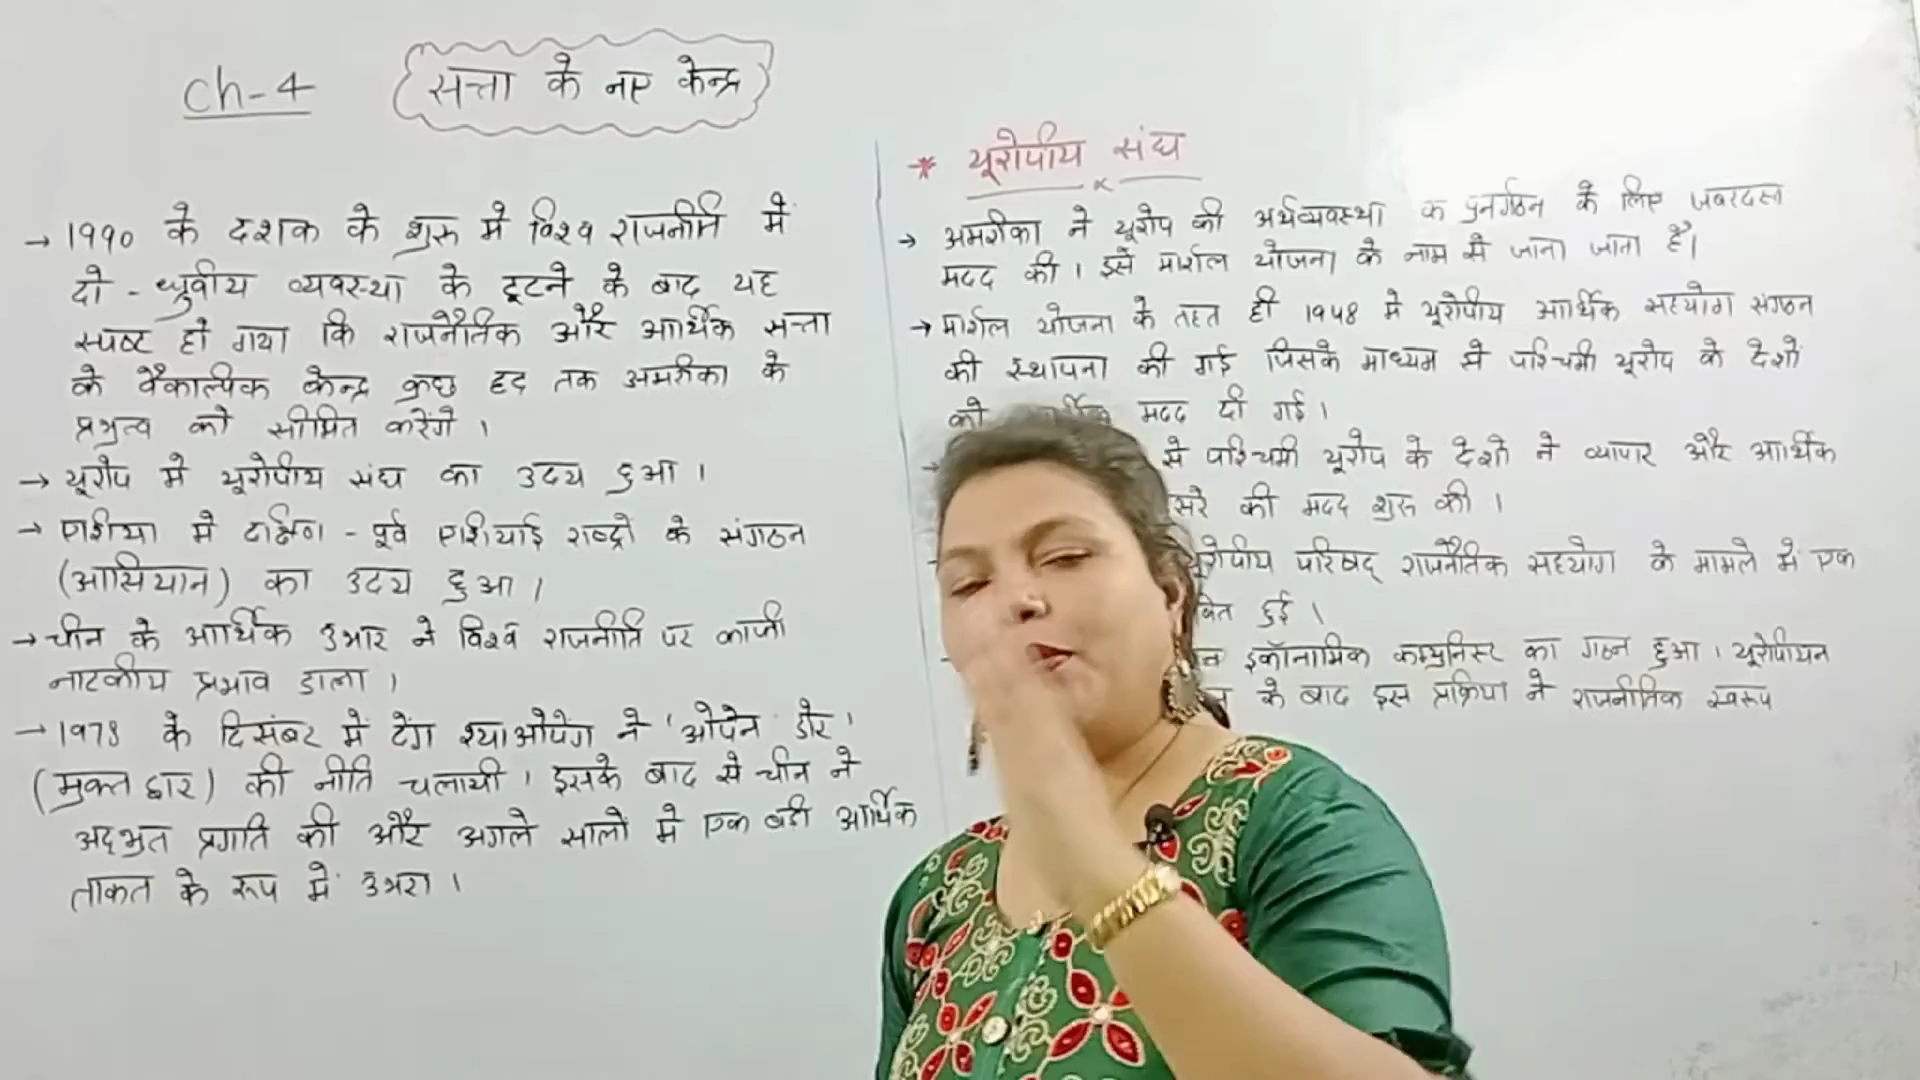 Ch-4
सत्ता के नए केन्द्र
→ 1990 के दशक के शुरू में विश्व राजनीति में
दो - ध्रुवीय व्यवस्था के टूटने के बाद यह
स्पष्ट हो गया कि राजनैतिक और आर्थिक सत्ता
के वैकल्पिक केन्द्र कुछ हद तक अमरीका के
प्रभुत्व को सीमित करेंगे ।
→ यूरोप में यूरोपीय संघ का उदय हुआ ।
→ एशिया में दक्षिण - पूर्व एशियाई राष्ट्रों के संगठन
(आसियान) का उदय हुआ ।
→ चीन के आर्थिक उभार ने विश्व राजनीति पर काफी
नाटकीय प्रभाव डाला ।
→ 1978 के दिसंबर में देंग श्याओपेंग ने 'ओपेन डोर'
(मुक्त द्वार) की नीति चलायी । इसके बाद से चीन ने
अद्भुत प्रगति की और अगले सालों में एक बड़ी आर्थिक
ताकत के रूप में उभरा ।
* यूरोपीय संघ
→ अमरीका ने यूरोप की अर्थव्यवस्था क पुनर्गठन के लिए जबरदस्त
मदद की । इसे मार्शल योजना के नाम से जाना जाता है।
→ मार्शल योजना के तहत ही 1948 में यूरोपीय आर्थिक सहयोग संगठन
की स्थापना की गई जिसके माध्यम से पश्चिमी यूरोप के देशों
को मदद दी गई ।
से पश्चिमी यूरोप के देशों ने व्यापार और आर्थिक
सरे की मदद शुरू की ।
परिषद् राजनैतिक सहयोग के मामले में एक
बित हुई ।
इकॉनामिक कम्युनिस्ट का गठन हुआ । यूरोपीयन
के बाद इस प्रक्रिया ने राजनीतिक स्वरूप